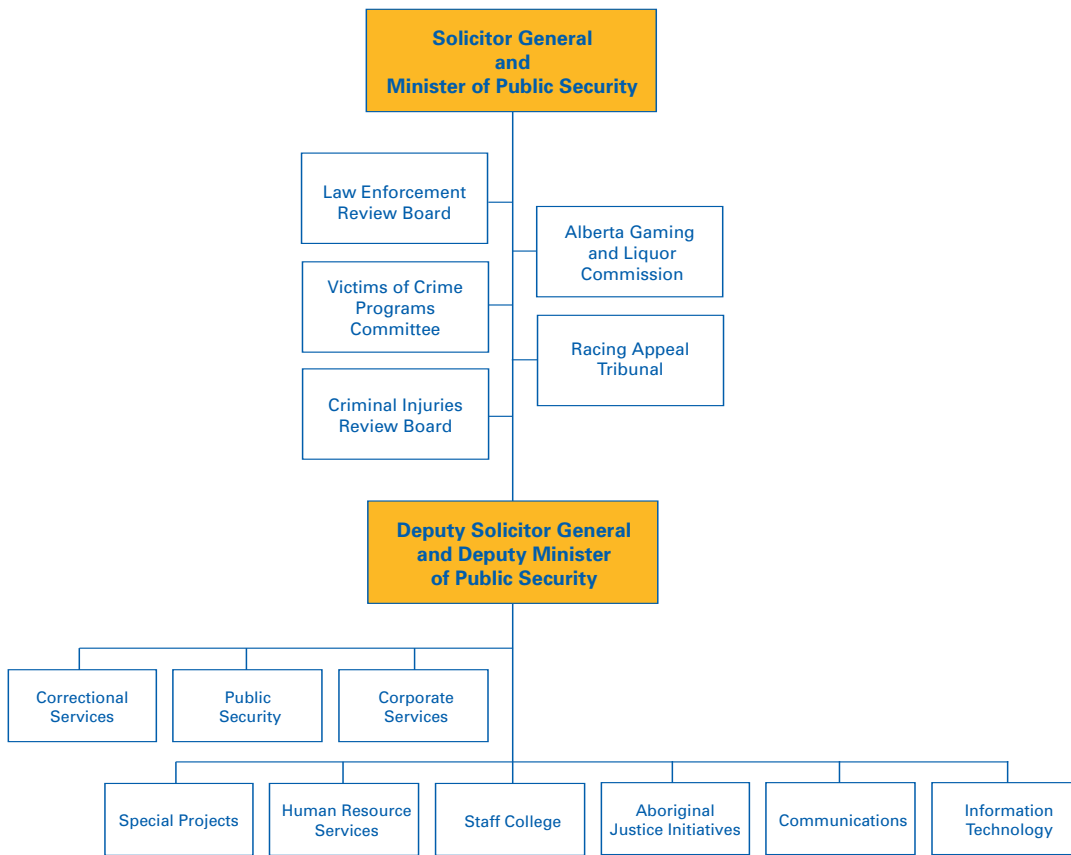 Solicitor General
and
Minister of Public Security
Law Enforcement
Review Board
Alberta Gaming
and Liquor
Commission
Victims of Crime
Programs
Committee
Racing Appeal
Tribunal
Criminal Injuries
Review Board
Deputy Solicitor General
and Deputy Minister
of Public Security
Correctional
Services
Public
Security
Corporate
Services
Special Projects
Human Resource
Services
Staff College
Aboriginal
Justice Initiatives
Communications
Information
Technology